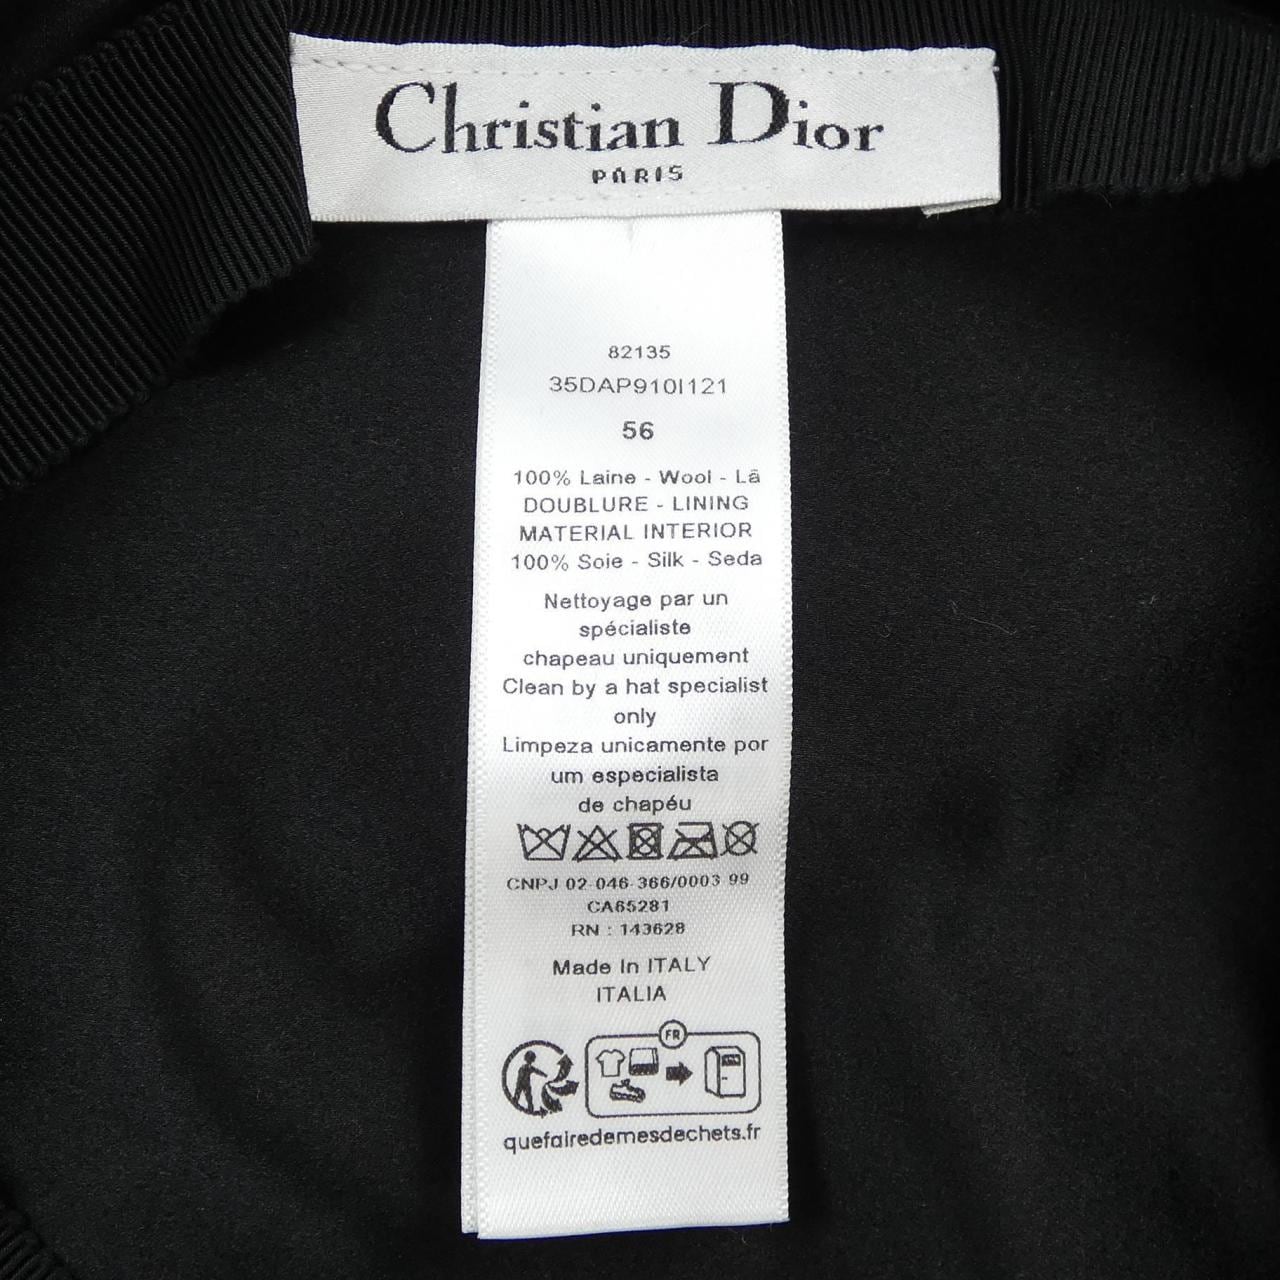 Christian Dior
PARIS
82135
35DAP910I121
56
100% Laine - Wool - Lã
DOUBLURE - LINING
MATERIAL INTERIOR
100% Soie - Silk - Seda
Nettoyage par un
spécialiste
chapeau uniquement
Clean by a hat specialist
only
Limpeza unicamente por
um especialista
de chapéu
CNPJ 02-046-366/0003-99
CA65281
RN : 143628
Made In ITALY
ITALIA
FR
quefairedemesdechets.fr